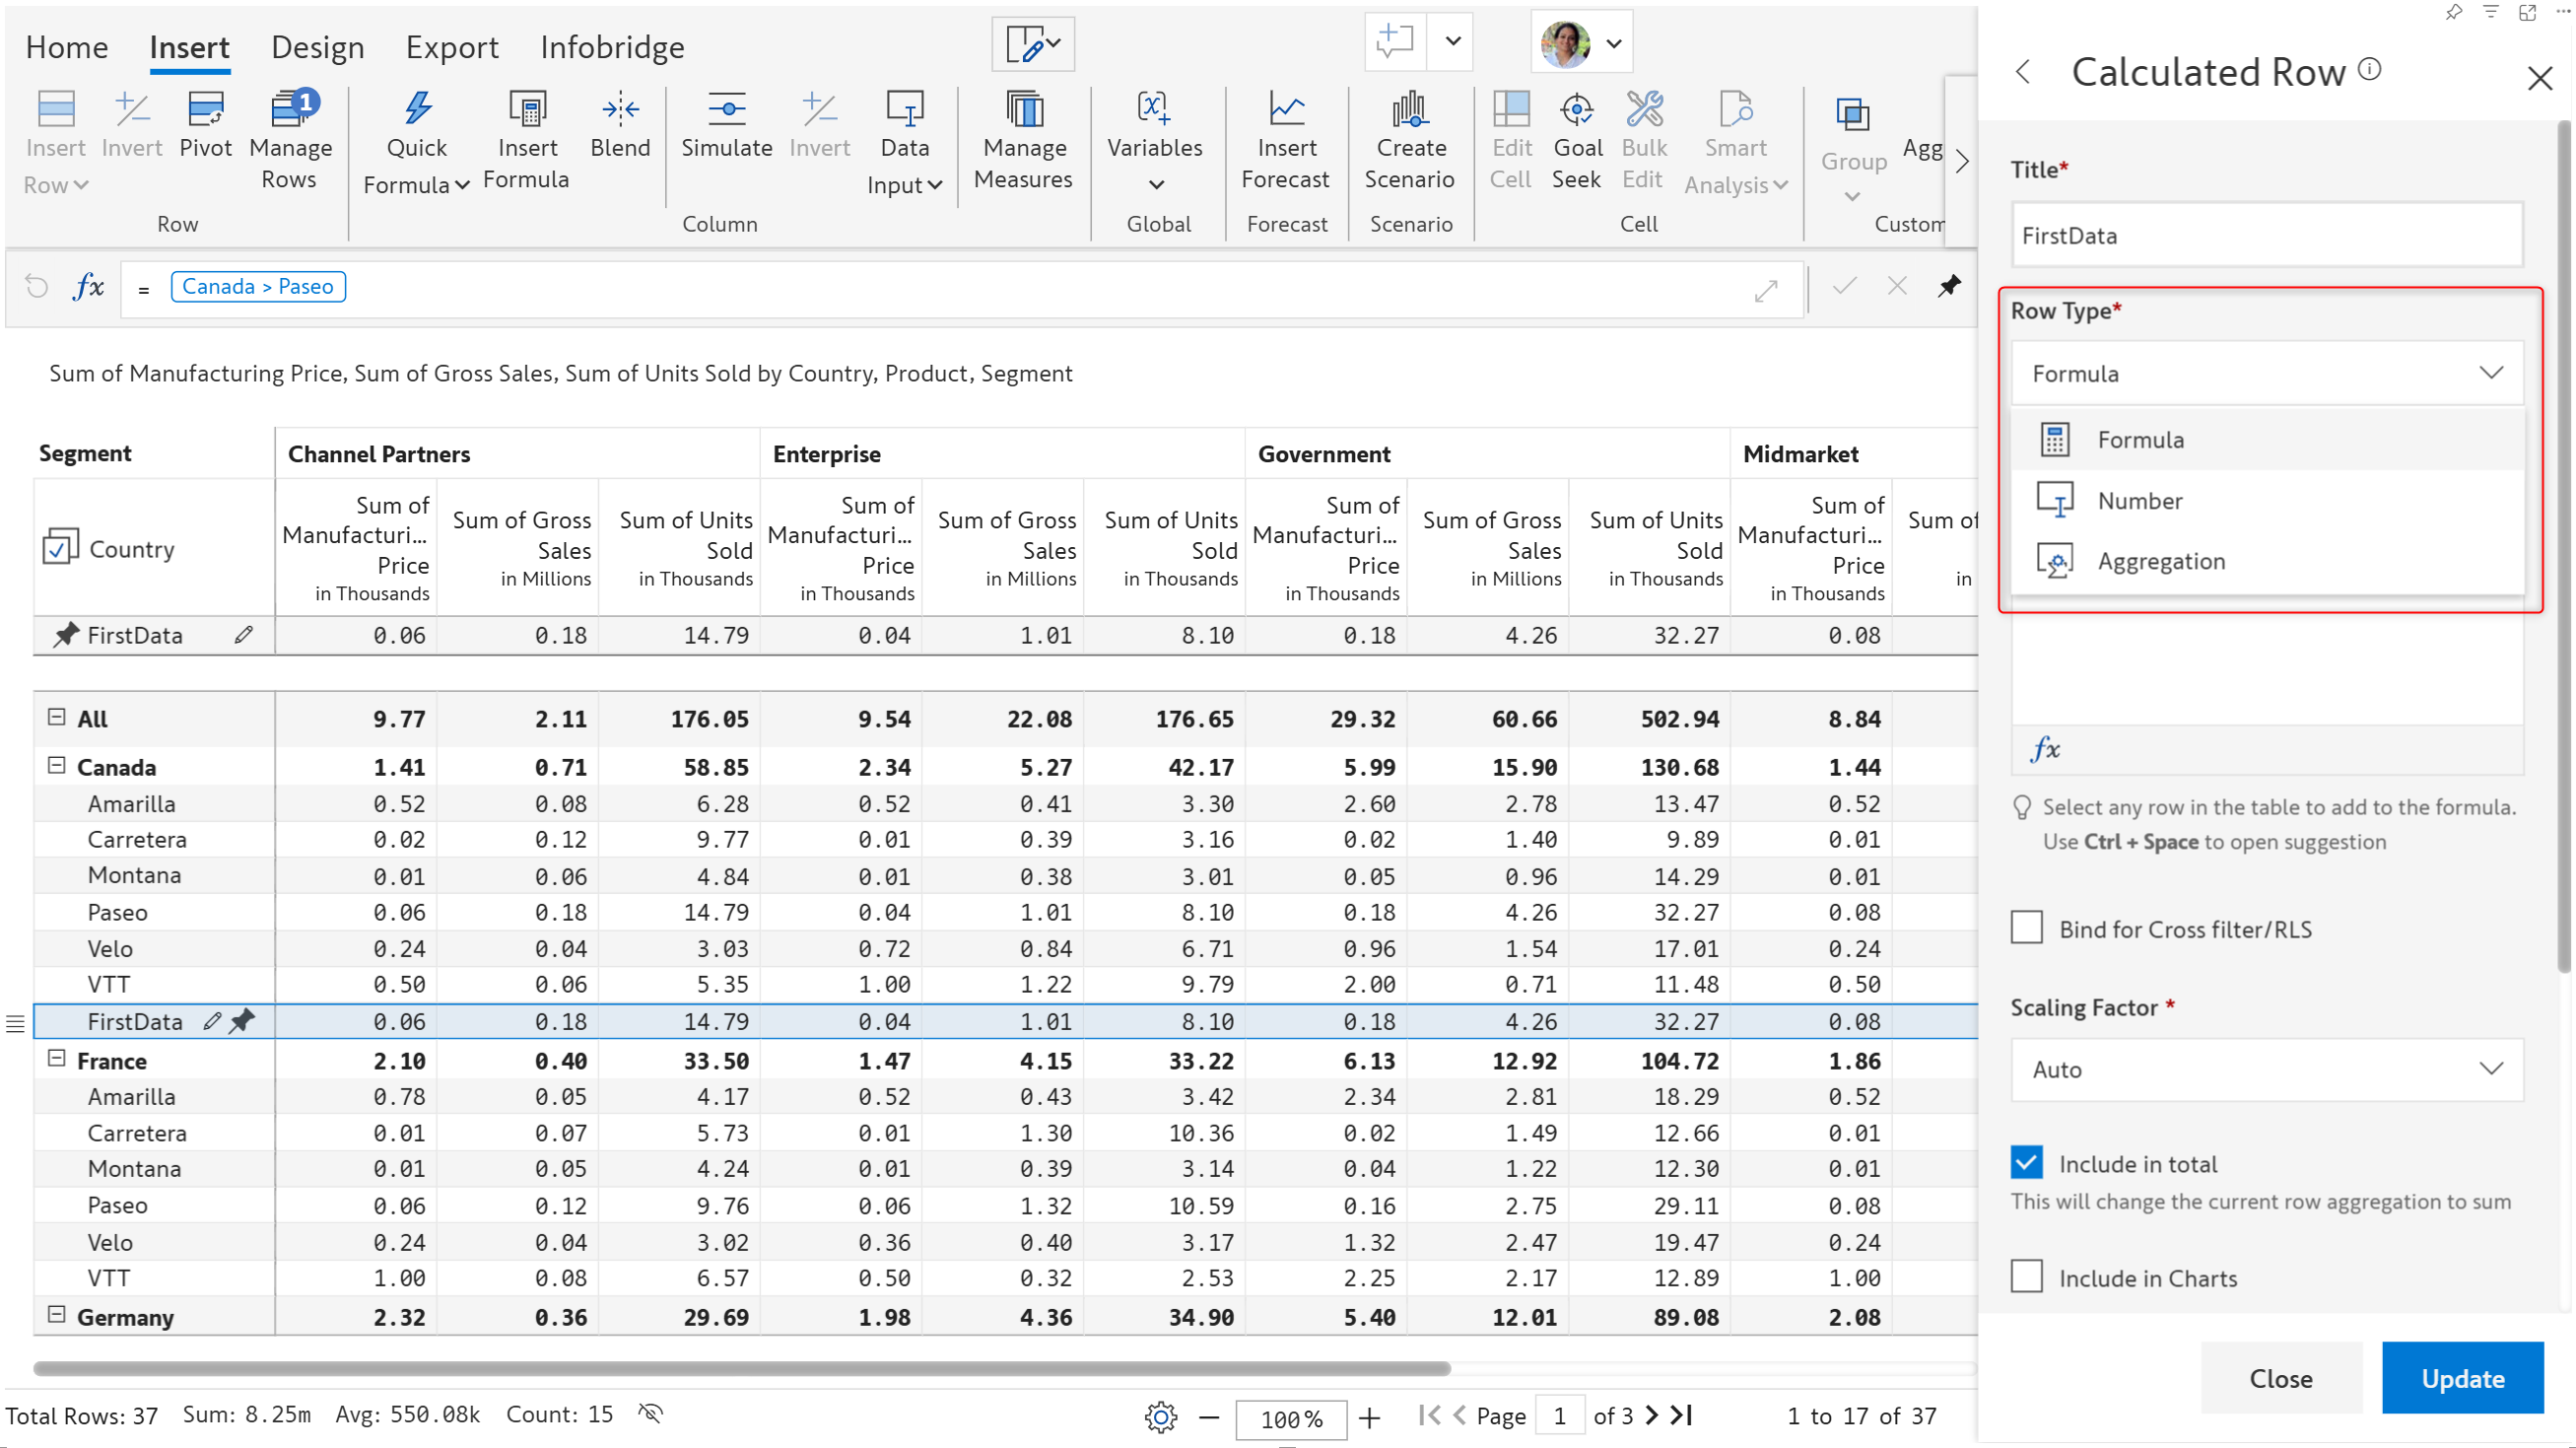 Home Insert Design Export Infobridge
Insert Row
Invert
Pivot
1
Manage Rows
Row
Quick Formula
Insert Formula
Blend
Simulate
Invert
Data Input
Column
Manage Measures
Variables
Global
Insert Forecast
Forecast
Create Scenario
Scenario
Edit Cell
Goal Seek
Bulk Edit
Smart Analysis
Cell
Group
Agg
Custom
fx = Canada > Paseo
Sum of Manufacturing Price, Sum of Gross Sales, Sum of Units Sold by Country, Product, Segment
Segment Channel Partners Enterprise Government Midmarket
Country
Sum of Manufacturi... Price in Thousands
Sum of Gross Sales in Millions
Sum of Units Sold in Thousands
Sum of Manufacturi... Price in Thousands
Sum of Gross Sales in Millions
Sum of Units Sold in Thousands
Sum of Manufacturi... Price in Thousands
Sum of Gross Sales in Millions
Sum of Units Sold in Thousands
Sum of Manufacturi... Price in Thousands
Sum of in
FirstData 0.06 0.18 14.79 0.04 1.01 8.10 0.18 4.26 32.27 0.08
All 9.77 2.11 176.05 9.54 22.08 176.65 29.32 60.66 502.94 8.84
Canada 1.41 0.71 58.85 2.34 5.27 42.17 5.99 15.90 130.68 1.44
Amarilla 0.52 0.08 6.28 0.52 0.41 3.30 2.60 2.78 13.47 0.52
Carretera 0.02 0.12 9.77 0.01 0.39 3.16 0.02 1.40 9.89 0.01
Montana 0.01 0.06 4.84 0.01 0.38 3.01 0.05 0.96 14.29 0.01
Paseo 0.06 0.18 14.79 0.04 1.01 8.10 0.18 4.26 32.27 0.08
Velo 0.24 0.04 3.03 0.72 0.84 6.71 0.96 1.54 17.01 0.24
VTT 0.50 0.06 5.35 1.00 1.22 9.79 2.00 0.71 11.48 0.50
FirstData 0.06 0.18 14.79 0.04 1.01 8.10 0.18 4.26 32.27 0.08
France 2.10 0.40 33.50 1.47 4.15 33.22 6.13 12.92 104.72 1.86
Amarilla 0.78 0.05 4.17 0.52 0.43 3.42 2.34 2.81 18.29 0.52
Carretera 0.01 0.07 5.73 0.01 1.30 10.36 0.02 1.49 12.66 0.01
Montana 0.01 0.05 4.24 0.01 0.39 3.14 0.04 1.22 12.30 0.01
Paseo 0.06 0.12 9.76 0.06 1.32 10.59 0.16 2.75 29.11 0.08
Velo 0.24 0.04 3.02 0.36 0.40 3.17 1.32 2.47 19.47 0.24
VTT 1.00 0.08 6.57 0.50 0.32 2.53 2.25 2.17 12.89 1.00
Germany 2.32 0.36 29.69 1.98 4.36 34.90 5.40 12.01 89.08 2.08
Total Rows: 37 Sum: 8.25m Avg: 550.08k Count: 15 100% Page 1 of 3 1 to 17 of 37
Calculated Row
Title*
FirstData
Row Type*
Formula
Formula
Number
Aggregation
fx
Select any row in the table to add to the formula.
Use Ctrl + Space to open suggestion
Bind for Cross filter/RLS
Scaling Factor *
Auto
Include in total
This will change the current row aggregation to sum
Include in Charts
Close Update